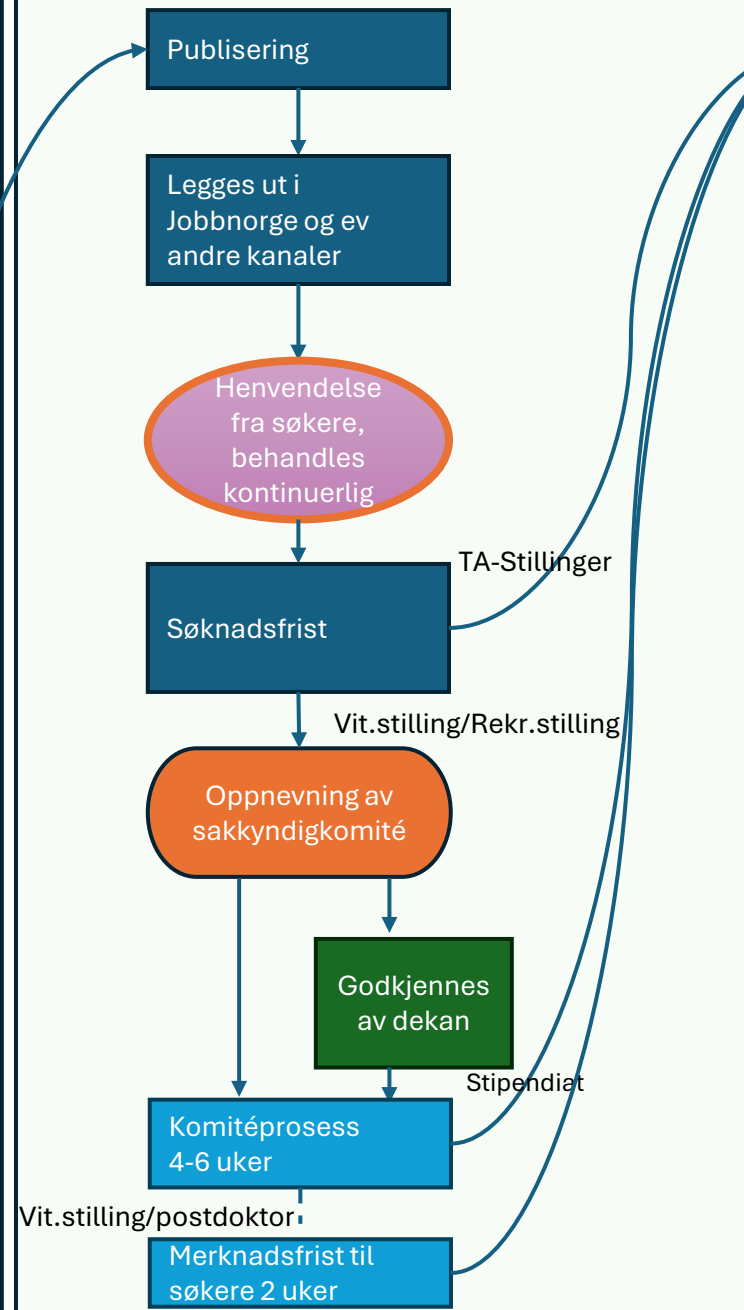 Publisering
Legges ut i
Jobbnorge og ev
andre kanaler
Henvendelse
fra søkere,
behandles
kontinuerlig
TA-Stillinger
Søknadsfrist
Vit.stilling/Rekr.stilling
Oppnevning av
sakkyndigkomité
Godkjennes
av dekan
Stipendiat
Komitéprosess
4-6 uker
Vit.stilling/postdoktor
Merknadsfrist til
søkere 2 uker